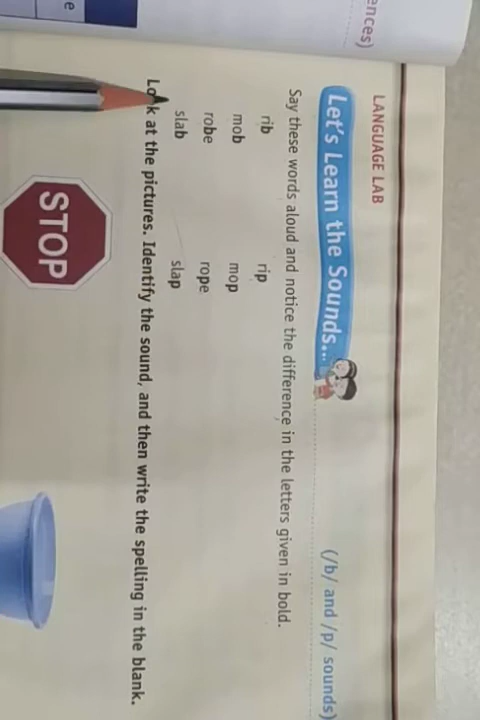 ences)
e
LANGUAGE LAB
Let's Learn the Sounds...
(/b/ and /p/ sounds)
Say these words aloud and notice the difference in the letters given in bold.
rib rip
mob mop
robe rope
slab slap
Look at the pictures. Identify the sound, and then write the spelling in the blank.
STOP